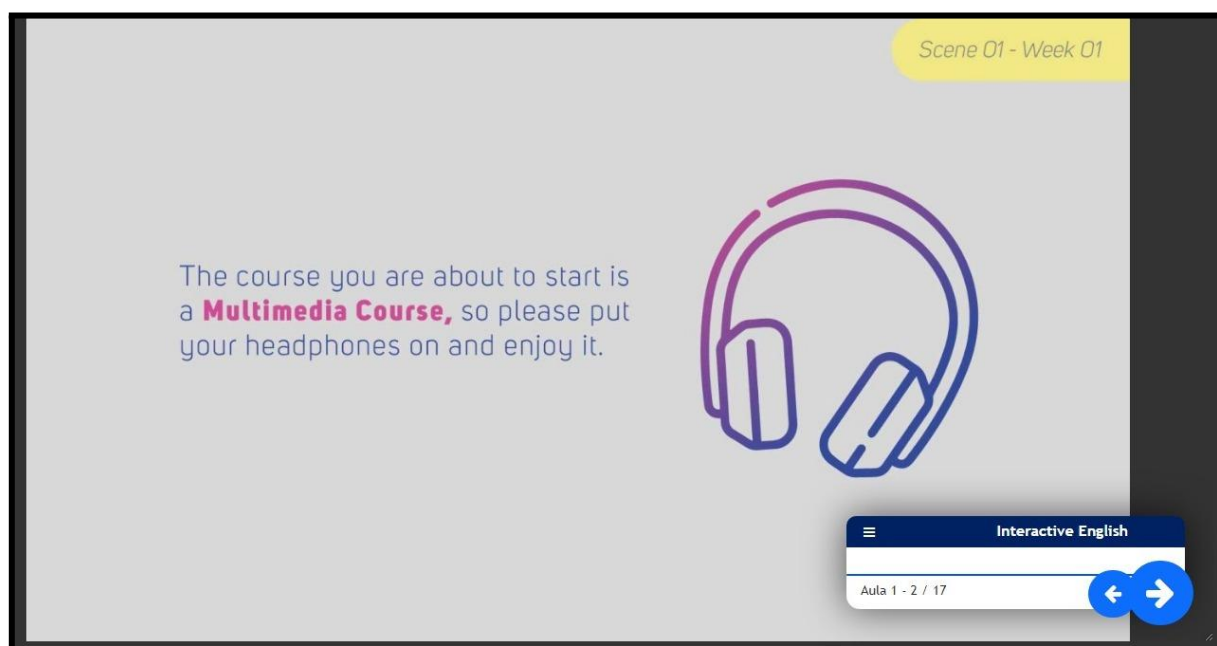 Scene 01 - Week 01
The course you are about to start is
a Multimedia Course, so please put
your headphones on and enjoy it.
Interactive English
Aula 1 - 2 / 17